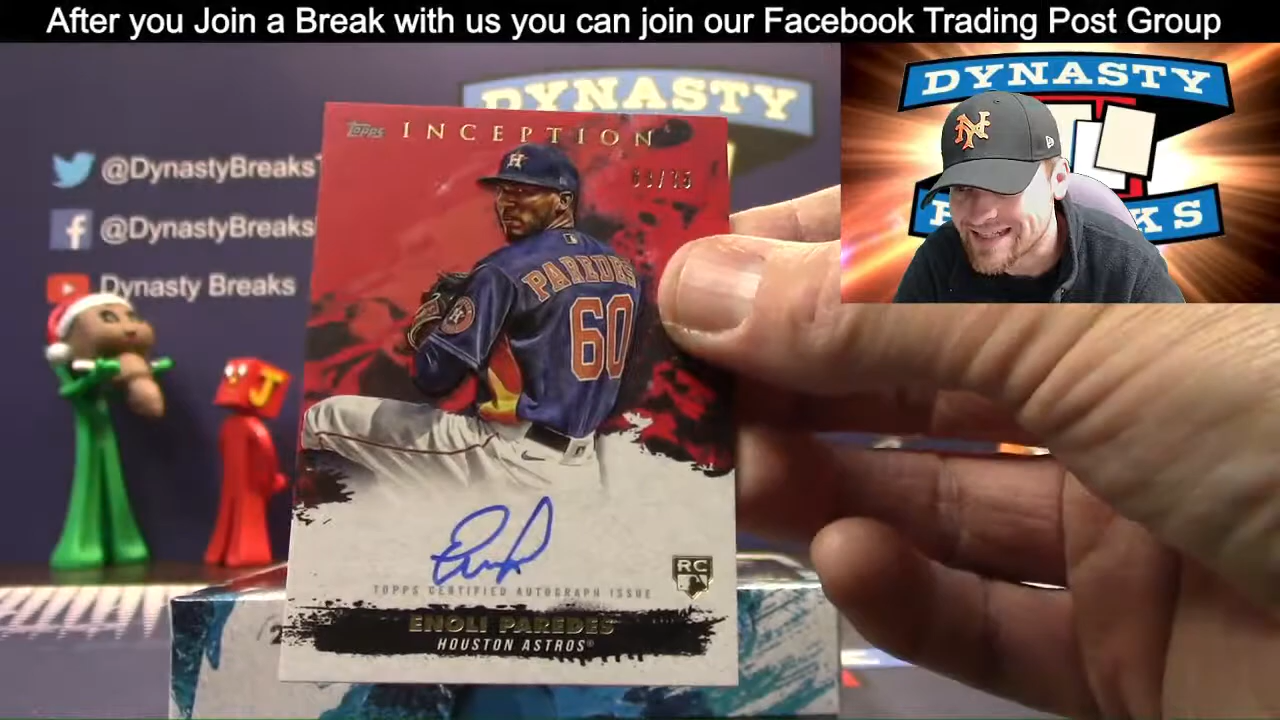 After you Join a Break with us you can join our Facebook Trading Post Group
DYNASTY
DYNASTY
@DynastyBreaks
@DynastyBreaks
Dynasty Breaks
TOPPS INCEPTION
PAREDES
60
TOPPS CERTIFIED AUTOGRAPH ISSUE
RC
ENOLI PAREDES
HOUSTON ASTROS®